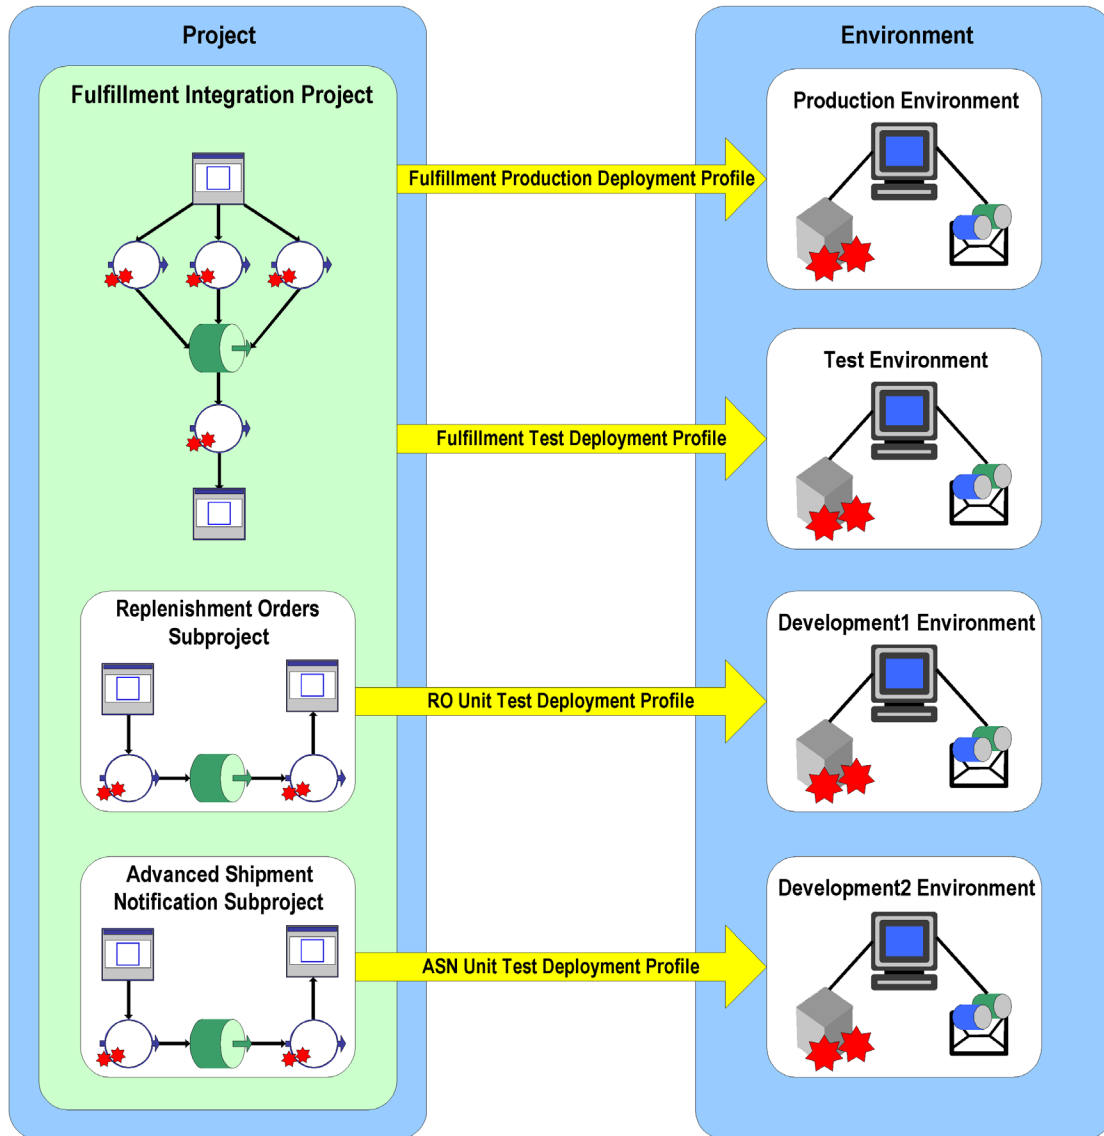 Project
Environment
Fulfillment Integration Project
Production Environment
Fulfillment Production Deployment Profile
Test Environment
Fulfillment Test Deployment Profile
Replenishment Orders
Subproject
Development1 Environment
RO Unit Test Deployment Profile
Advanced Shipment
Notification Subproject
Development2 Environment
ASN Unit Test Deployment Profile